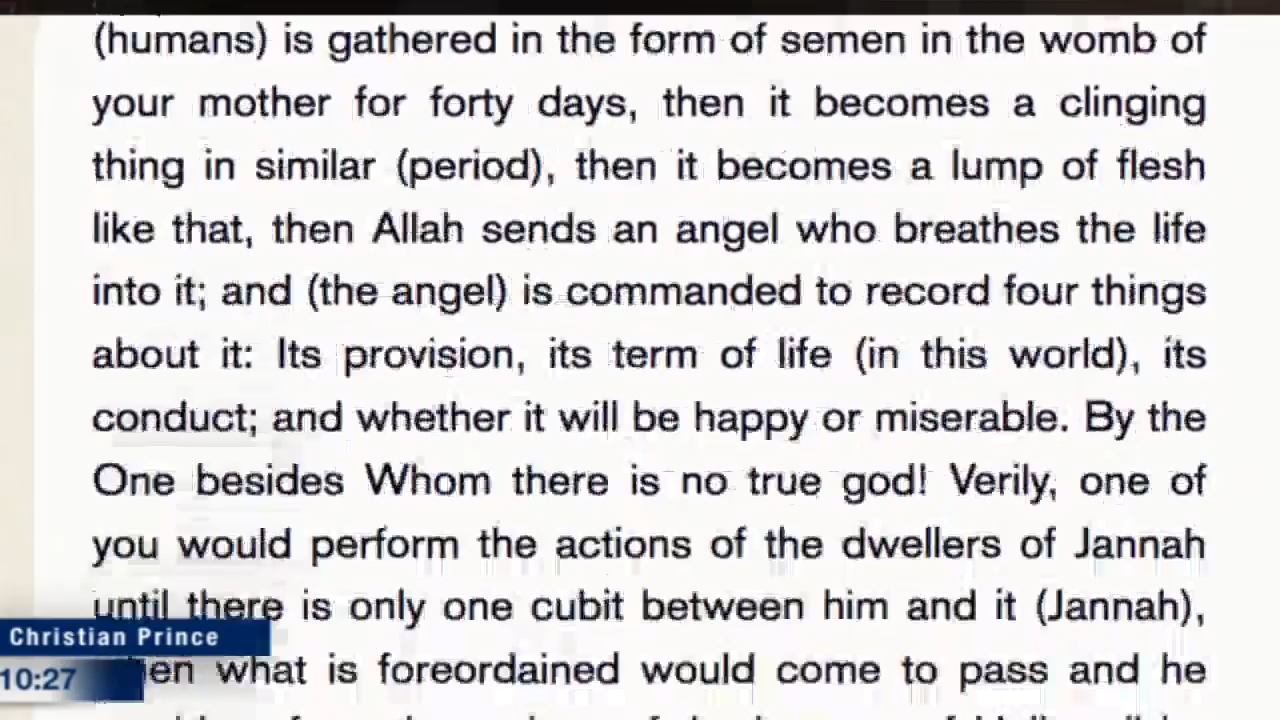 (humans) is gathered in the form of semen in the womb of
your mother for forty days, then it becomes a clinging
thing in similar (period), then it becomes a lump of flesh
like that, then Allah sends an angel who breathes the life
into it; and (the angel) is commanded to record four things
about it: Its provision, its term of life (in this world), its
conduct; and whether it will be happy or miserable. By the
One besides Whom there is no true god! Verily, one of
you would perform the actions of the dwellers of Jannah
until there is only one cubit between him and it (Jannah),
what is foreordained would come to pass and he
Christian Prince
10:27